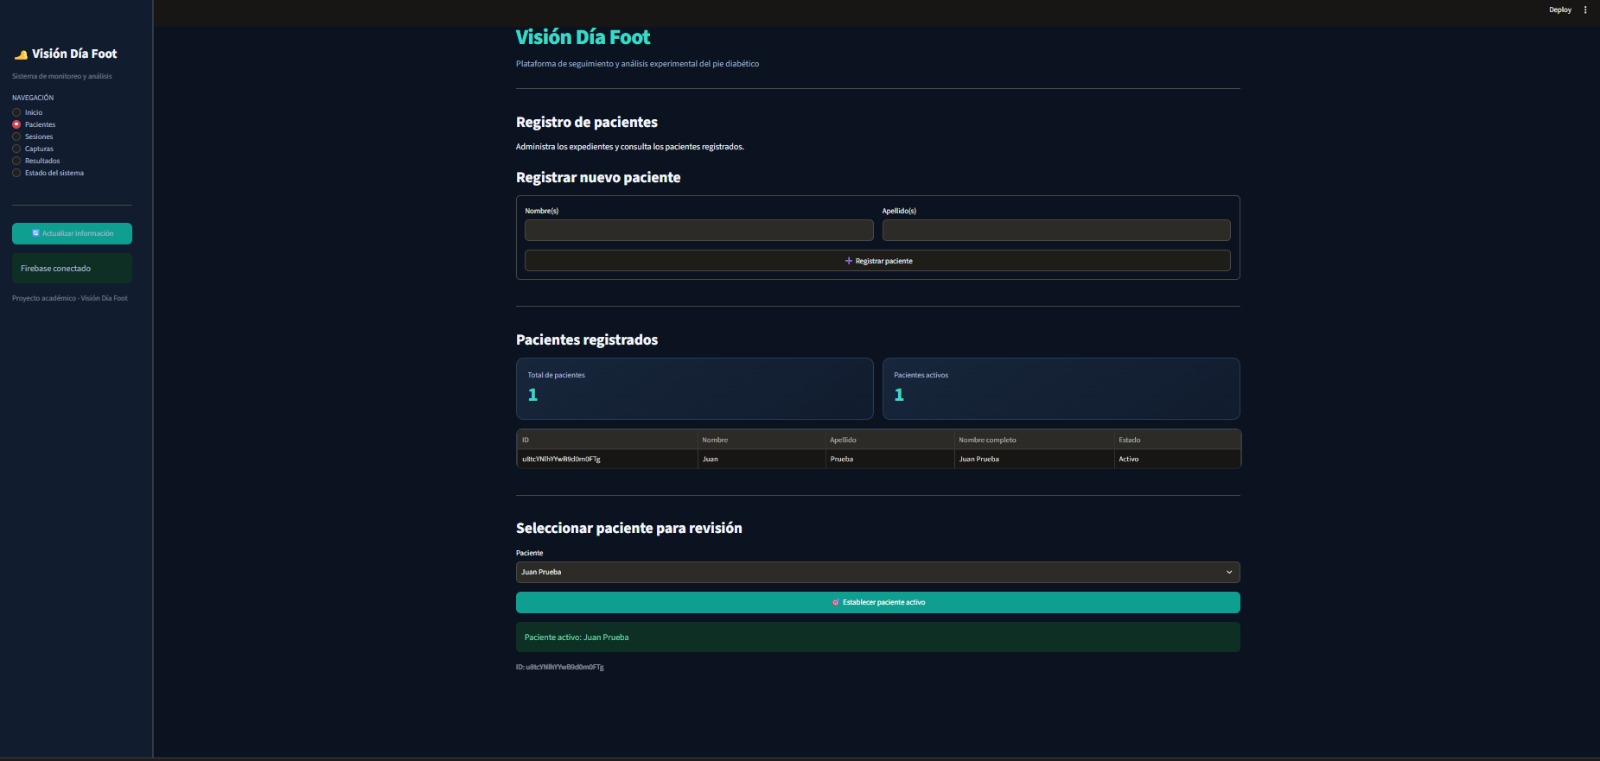 Deploy
Visión Día Foot
Sistema de monitoreo y análisis
NAVEGACIÓN
Inicio
Pacientes
Sesiones
Capturas
Resultados
Estado del sistema
Actualizar información
Firebase conectado
Proyecto académico - Visión Día Foot
Visión Día Foot
Plataforma de seguimiento y análisis experimental del pie diabético
Registro de pacientes
Administra los expedientes y consulta los pacientes registrados.
Registrar nuevo paciente
Nombre(s) Apellido(s)
Registrar paciente
Pacientes registrados
Total de pacientes Pacientes activos
1 1
ID Nombre Apellido Nombre completo Estado
Juan Prueba Juan Prueba Activo
Seleccionar paciente para revisión
Paciente
Juan Prueba
Establecer paciente activo
Paciente activo: Juan Prueba
ID: